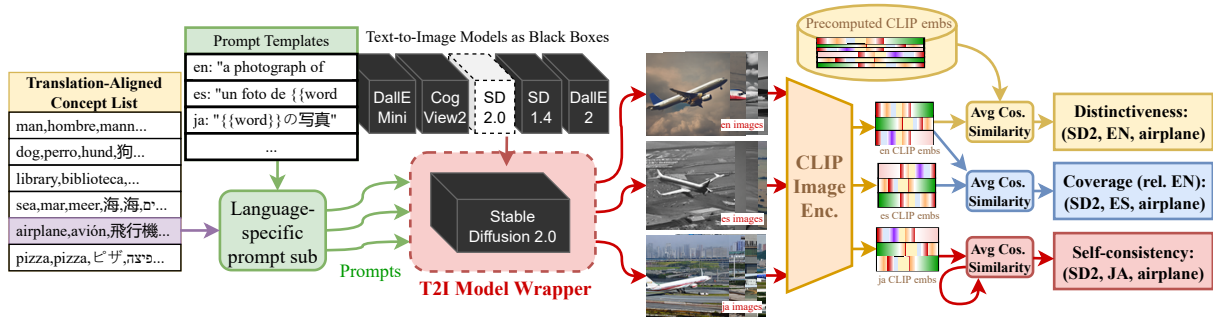 Translation-Aligned
Concept List
man,hombre,mann...
dog,perro,hund,狗...
library,biblioteca,...
sea,mar,meer,海,海,ים...
airplane,avión,飛行機...
pizza,pizza,ピザ,פיצה...
Prompt Templates
en: "a photograph of
es: "un foto de {{word
ja: "{{word}}の写真"
...
Language-
specific
prompt sub
Prompts
Text-to-Image Models as Black Boxes
DallE
Mini
Cog
View2
SD
2.0
SD
1.4
DallE
2
Stable
Diffusion 2.0
T2I Model Wrapper
en images
es images
ja images
CLIP
Image
Enc.
Precomputed CLIP embs
en CLIP embs
es CLIP embs
ja CLIP embs
Avg Cos.
Similarity
Distinctiveness:
(SD2, EN, airplane)
Avg Cos.
Similarity
Coverage (rel. EN):
(SD2, ES, airplane)
Avg Cos.
Similarity
Self-consistency:
(SD2, JA, airplane)